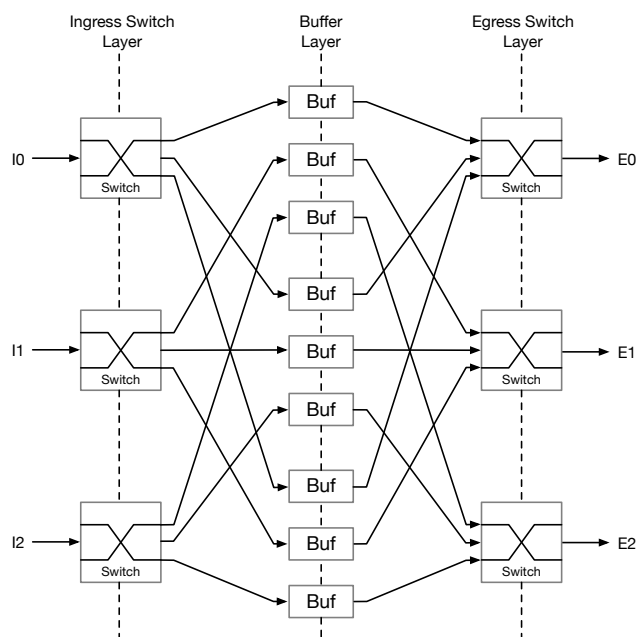 Ingress Switch
Layer
Buffer
Layer
Egress Switch
Layer
Buf
I0
Switch
Buf
Switch
E0
Buf
Buf
I1
Switch
Buf
Switch
E1
Buf
Buf
I2
Switch
Buf
Switch
E2
Buf